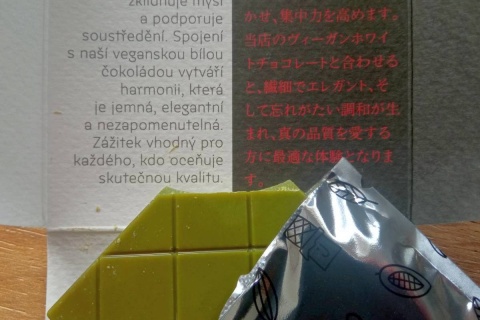 zklidňuje mysl
a podporuje
soustředění. Spojení
s naší veganskou bílou
čokoládou vytváří
harmonii, která
je jemná, elegantní
a nezapomenutelná.
Zážitek vhodný pro
každého, kdo oceňuje
skutečnou kvalitu.
かせ、集中力を高めます。
当店のヴィーガンホワイ
トチョコレートと合わせる
と、繊細でエレガント、そ
して忘れがたい調和が生
まれ、真の品質を愛する
方に最適な体験となりま
す。